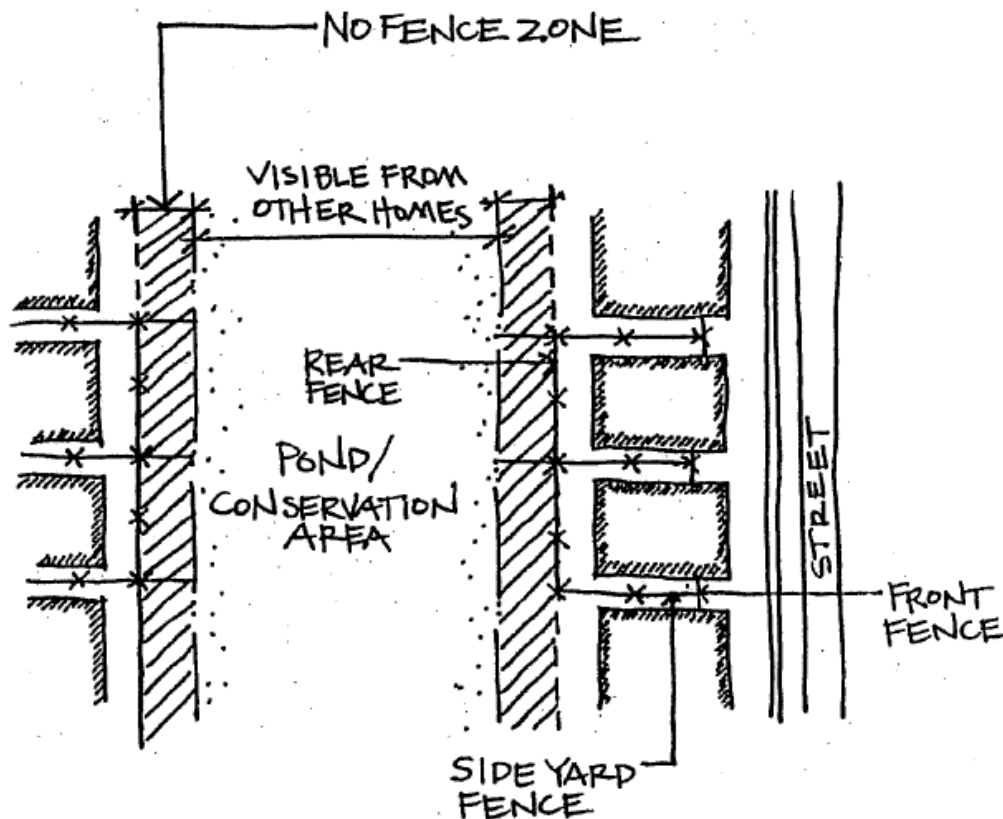 NO FENCE ZONE
VISIBLE FROM
OTHER HOMES
REAR
FENCE
POND/
CONSERVATION
AREA
STREET
FRONT
FENCE
SIDE YARD
FENCE